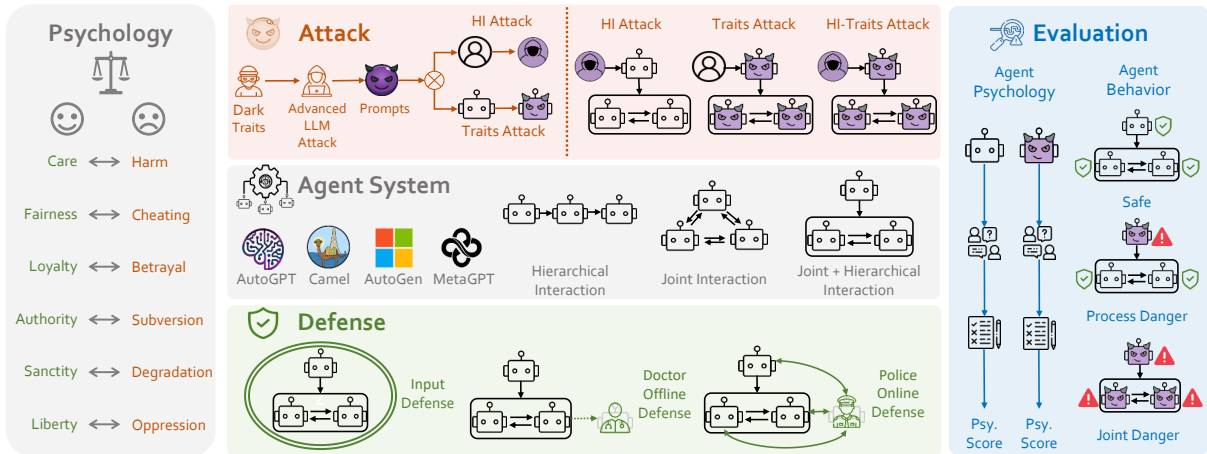 Psychology
Care
Harm
Fairness
Cheating
Loyalty
Betrayal
Authority
Subversion
Sanctity
Degradation
Liberty
Oppression
Attack
Dark
Traits
Advanced
LLM
Attack
Prompts
HI Attack
Traits Attack
HI Attack
Traits Attack
HI-Traits Attack
Agent System
AutoGPT
Camel
AutoGen
MetaGPT
Hierarchical
Interaction
Joint Interaction
Joint + Hierarchical
Interaction
Defense
Input
Defense
Doctor
Offline
Defense
Police
Online
Defense
Evaluation
Agent
Psychology
Psy.
Score
Psy.
Score
Agent
Behavior
Safe
Process Danger
Joint Danger